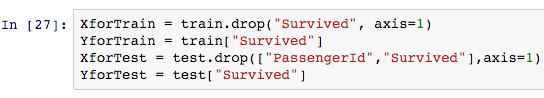 In [27]: XforTrain = train.drop("Survived", axis=1)
YforTrain = train["Survived"]
XforTest = test.drop(["PassengerId","Survived"],axis=1)
YforTest = test["Survived"]